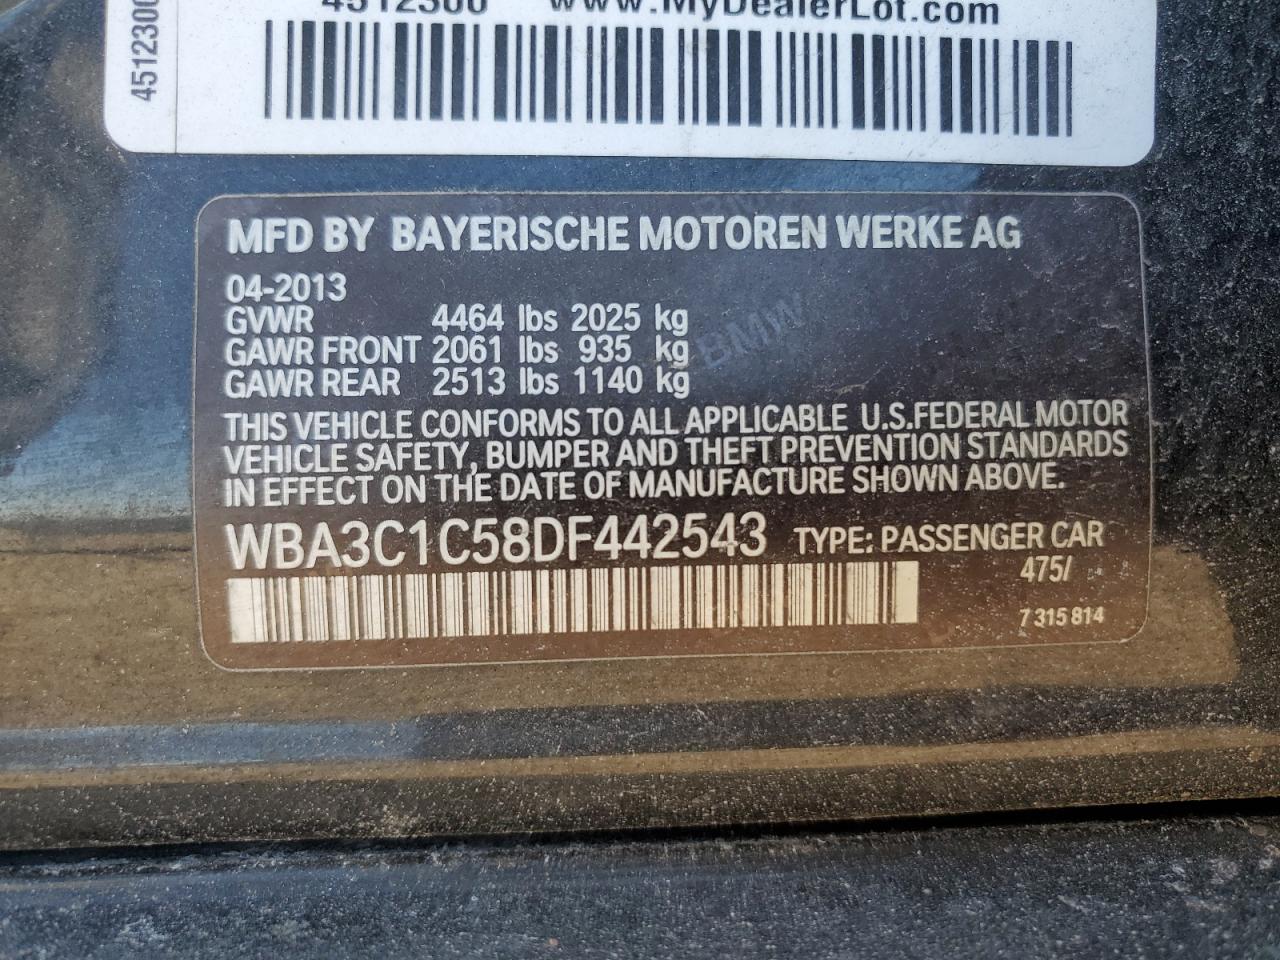 4512300 www.MyDealerLot.com
4512300
MFD BY BAYERISCHE MOTOREN WERKE AG
04-2013
GVWR 4464 lbs 2025 kg
GAWR FRONT 2061 lbs 935 kg
GAWR REAR 2513 lbs 1140 kg
BMW
THIS VEHICLE CONFORMS TO ALL APPLICABLE U.S.FEDERAL MOTOR
VEHICLE SAFETY, BUMPER AND THEFT PREVENTION STANDARDS
IN EFFECT ON THE DATE OF MANUFACTURE SHOWN ABOVE.
WBA3C1C58DF442543 TYPE: PASSENGER CAR
475/
7 315 814